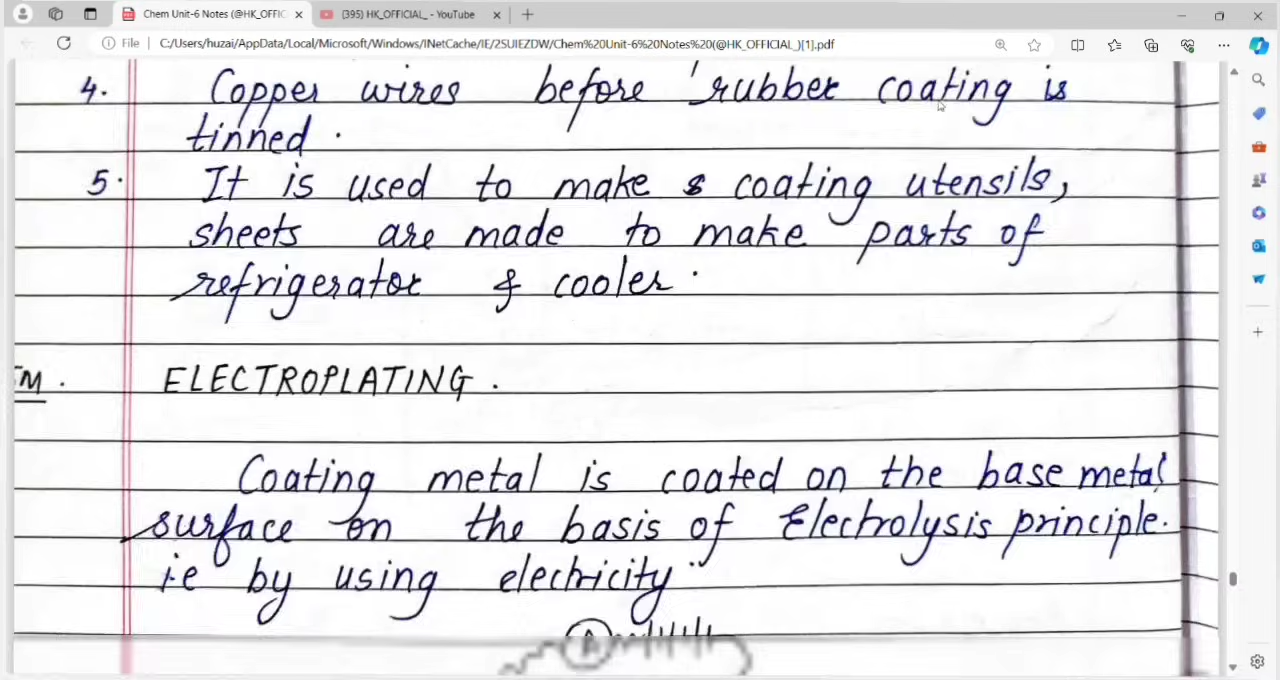 Chem Unit-6 Notes (@HK_OFFIC
(395) HK_OFFICIAL_ - YouTube
File
C:/Users/huzai/AppData/Local/Microsoft/Windows/INetCache/IE/2SUIEZDW/Chem%20Unit-6%20Notes%20(@HK_OFFICIAL_)[1].pdf
4. Copper wires before rubber coating is
tinned.
5. It is used to make s coating utensils,
sheets are made to make parts of
refrigerator & cooler.
M. ELECTROPLATING.
Coating metal is coated on the base metal
surface on the basis of Electrolysis principle.
i.e by using electricity
A